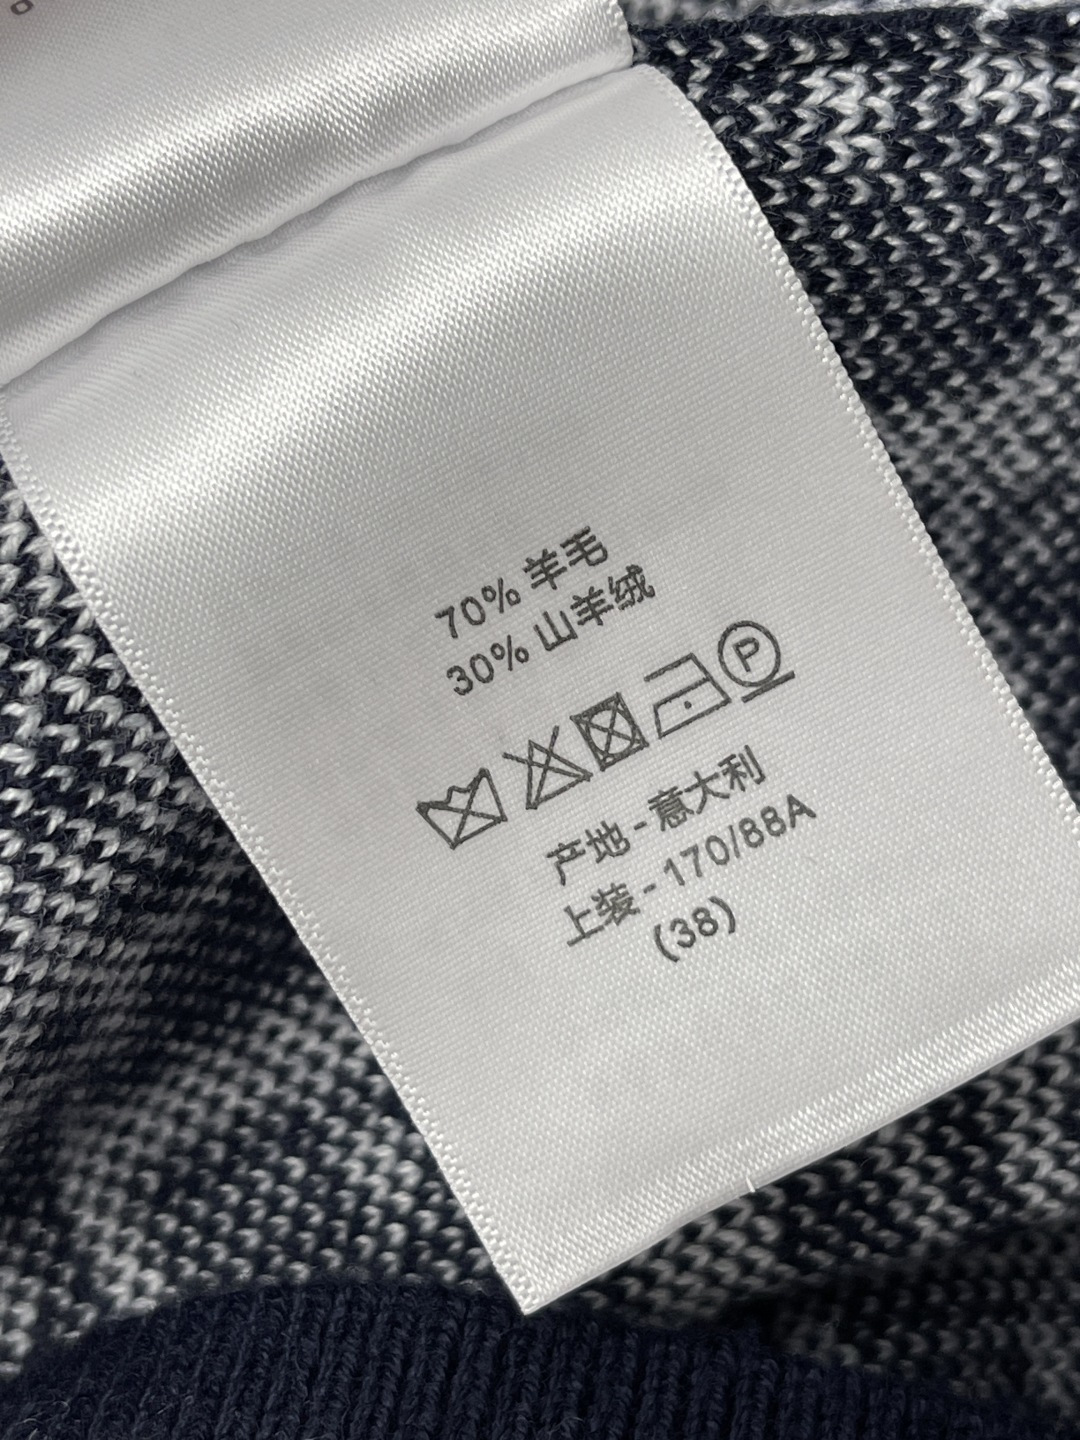 70% 羊毛
30% 山羊绒
P
产地 - 意大利
上装 - 170/88A
(38)